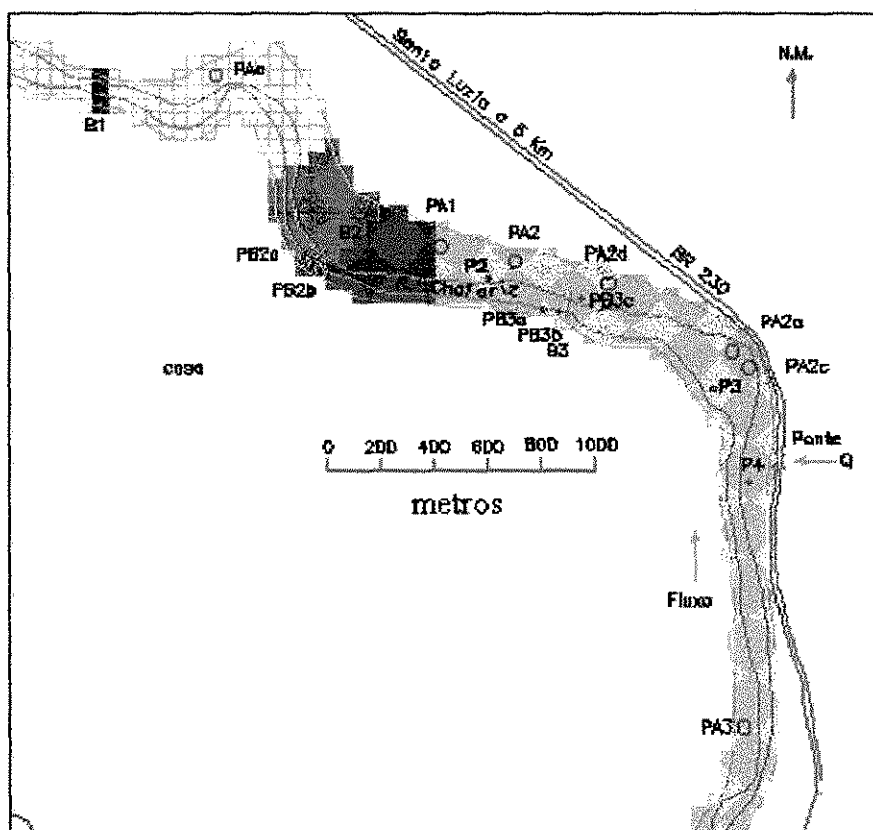 Santa Luzia a 5 Km
N.M.
PAo
B1
PA1
PA2
B2
PA2d
BR 230
PB2a
P2
PB2b
Chafariz
PB3c
PB3a
PB3b
B3
PA2a
PA2c
casa
P3
0 200 400 600 800 1000
metros
Ponte
Q
P4
Fluxo
PA3